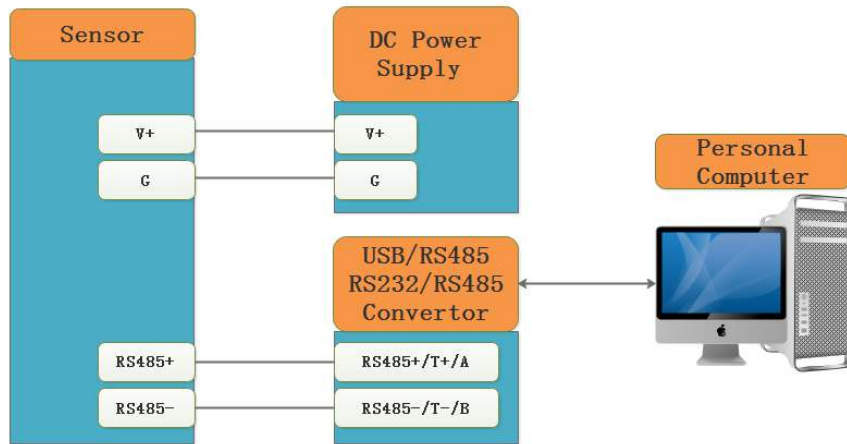 Sensor
DC Power
Supply
V+
V+
G
G
Personal
Computer
USB/RS485
RS232/RS485
Convertor
RS485+
RS485+/T+/A
RS485-
RS485-/T-/B